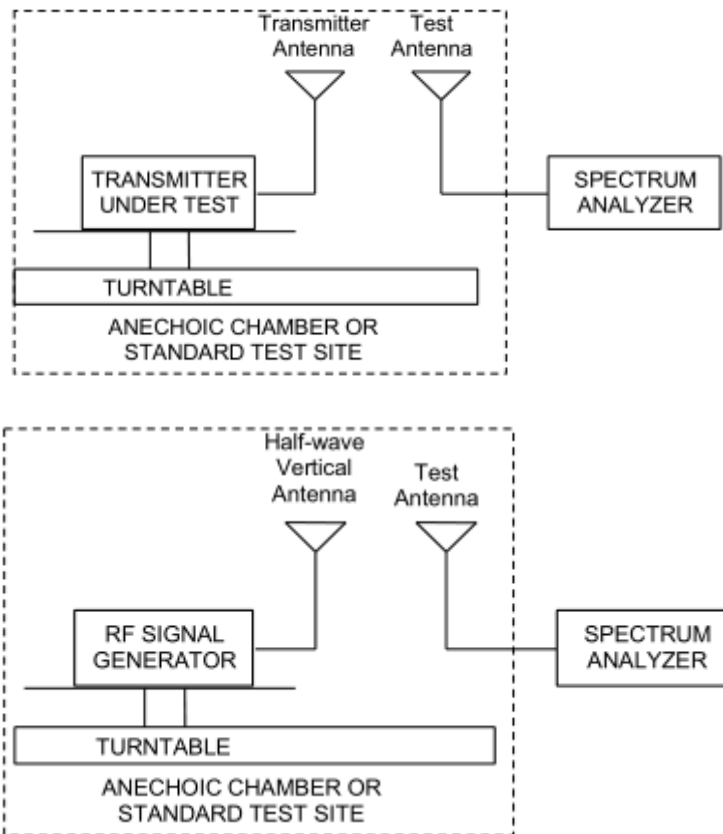 Transmitter
Antenna
Test
Antenna
TRANSMITTER
UNDER TEST
SPECTRUM
ANALYZER
TURNTABLE
ANECHOIC CHAMBER OR
STANDARD TEST SITE
Half-wave
Vertical
Antenna
Test
Antenna
RF SIGNAL
GENERATOR
SPECTRUM
ANALYZER
TURNTABLE
ANECHOIC CHAMBER OR
STANDARD TEST SITE